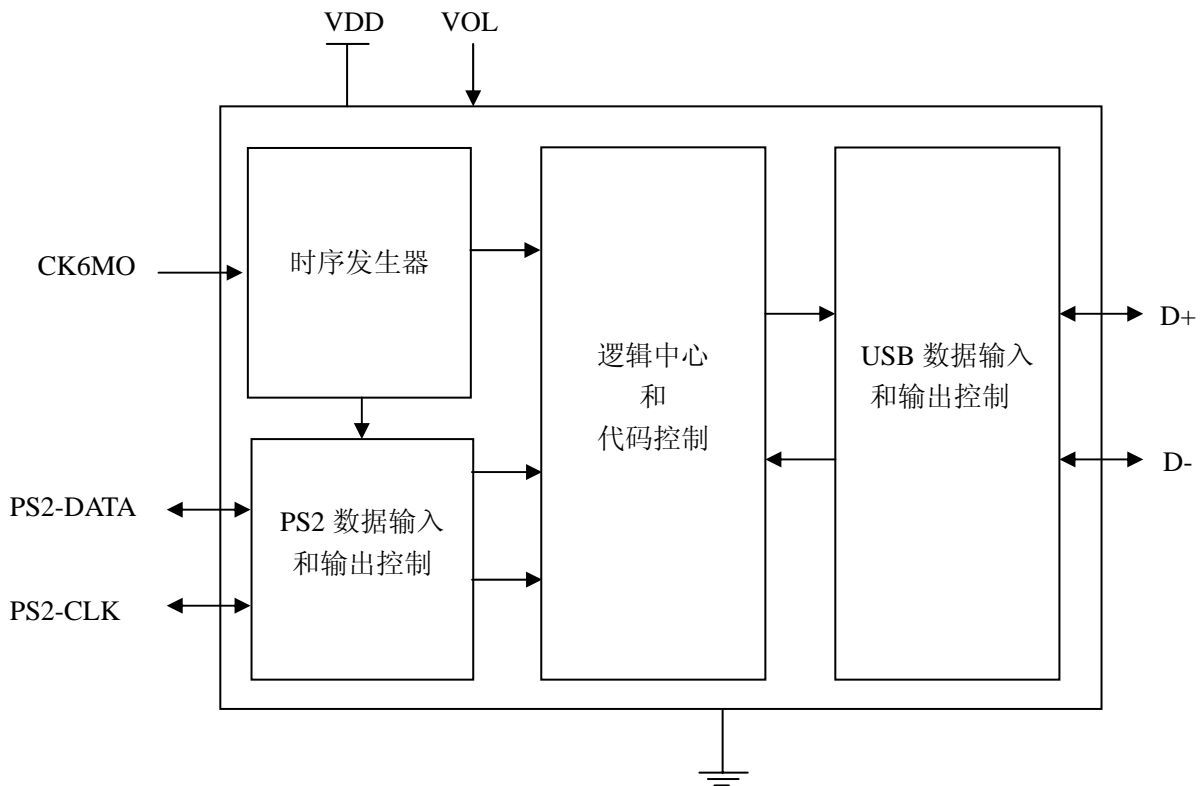 VDD
VOL
CK6MO
时序发生器
逻辑中心
和
代码控制
USB 数据输入
和输出控制
D+
D-
PS2-DATA
PS2 数据输入
和输出控制
PS2-CLK